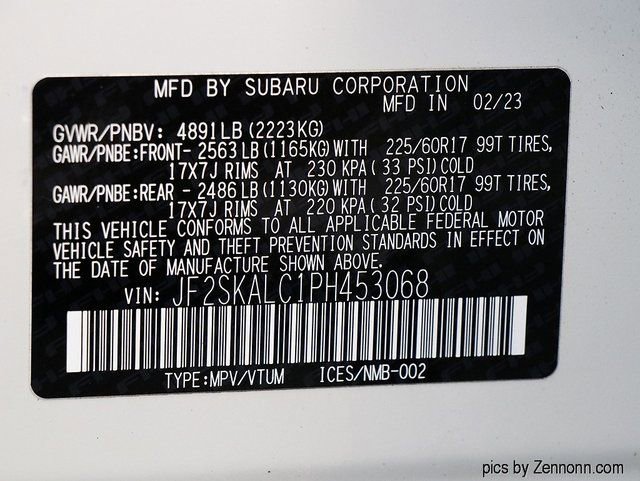 MFD BY SUBARU CORPORATION
MFD IN 02/23
GVWR/PNBV: 4891LB (2223KG)
GAWR/PNBE:FRONT- 2563LB (1165KG) WITH 225/60R17 99T TIRES,
17X7J RIMS AT 230 KPA (33 PSI) COLD
GAWR/PNBE:REAR - 2486LB (1130KG) WITH 225/60R17 99T TIRES,
17X7J RIMS AT 220 KPA (32 PSI) COLD
THIS VEHICLE CONFORMS TO ALL APPLICABLE FEDERAL MOTOR
VEHICLE SAFETY AND THEFT PREVENTION STANDARDS IN EFFECT ON
THE DATE OF MANUFACTURE SHOWN ABOVE.
VIN: JF2SKALC1PH453068
TYPE:MPV/VTUM ICES/NMB-002
pics by Zennonn.com